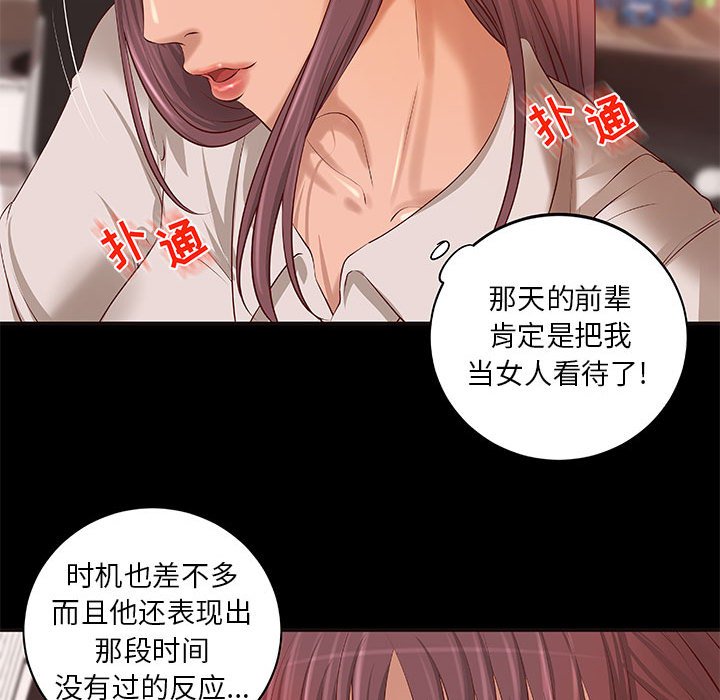 扑通
扑通
那天的前辈
肯定是把我
当女人看待了!
时机也差不多
而且他还表现出
那段时间
没有过的反应...